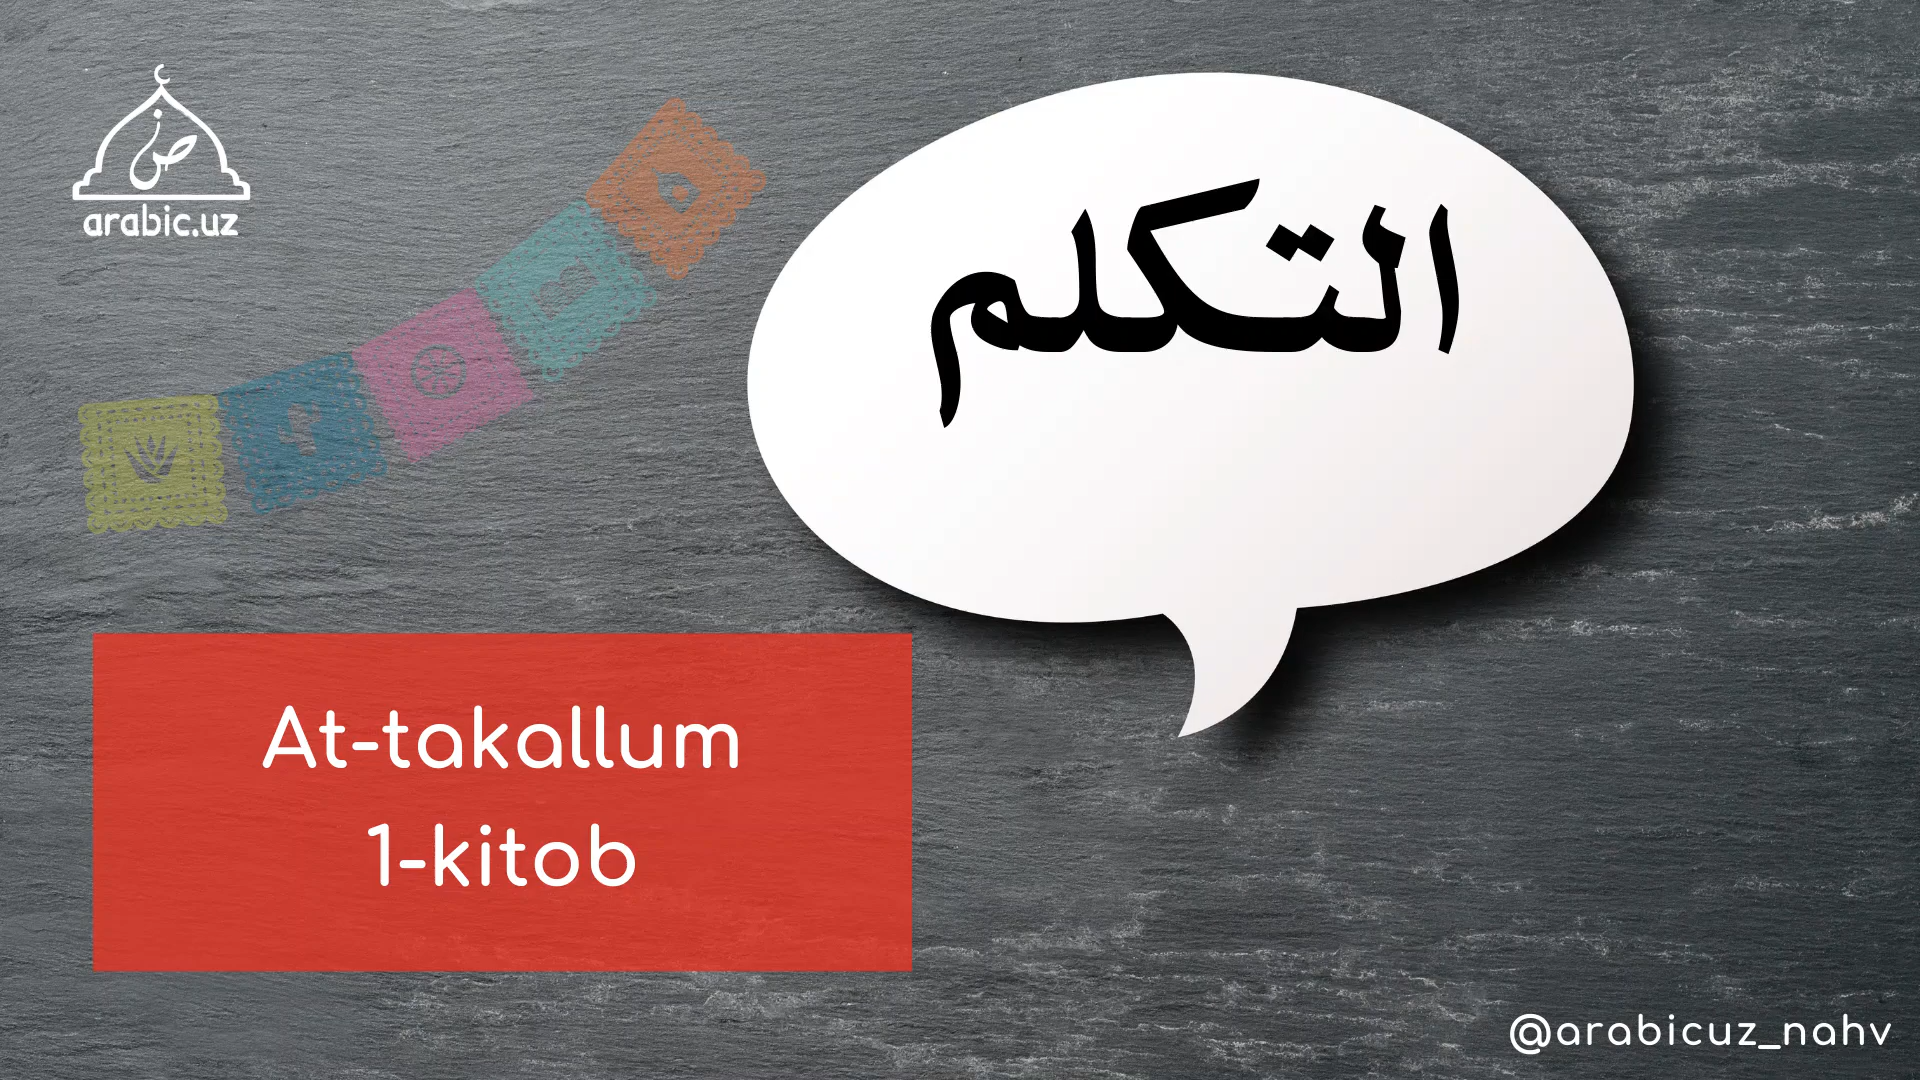 ض
arabic.uz
التكلم
At-takallum
1-kitob
@arabicuz_nahv